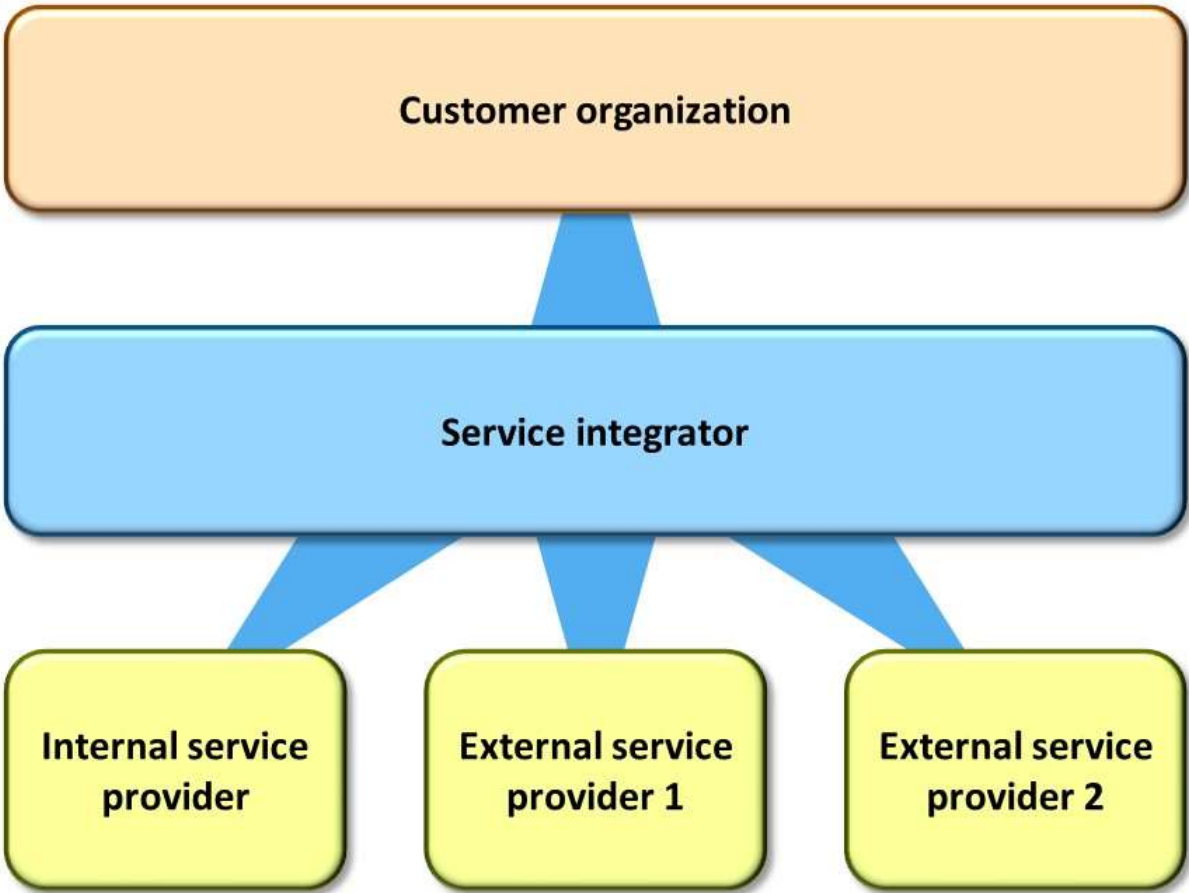 Customer organization
Service integrator
Internal service
provider
External service
provider 1
External service
provider 2